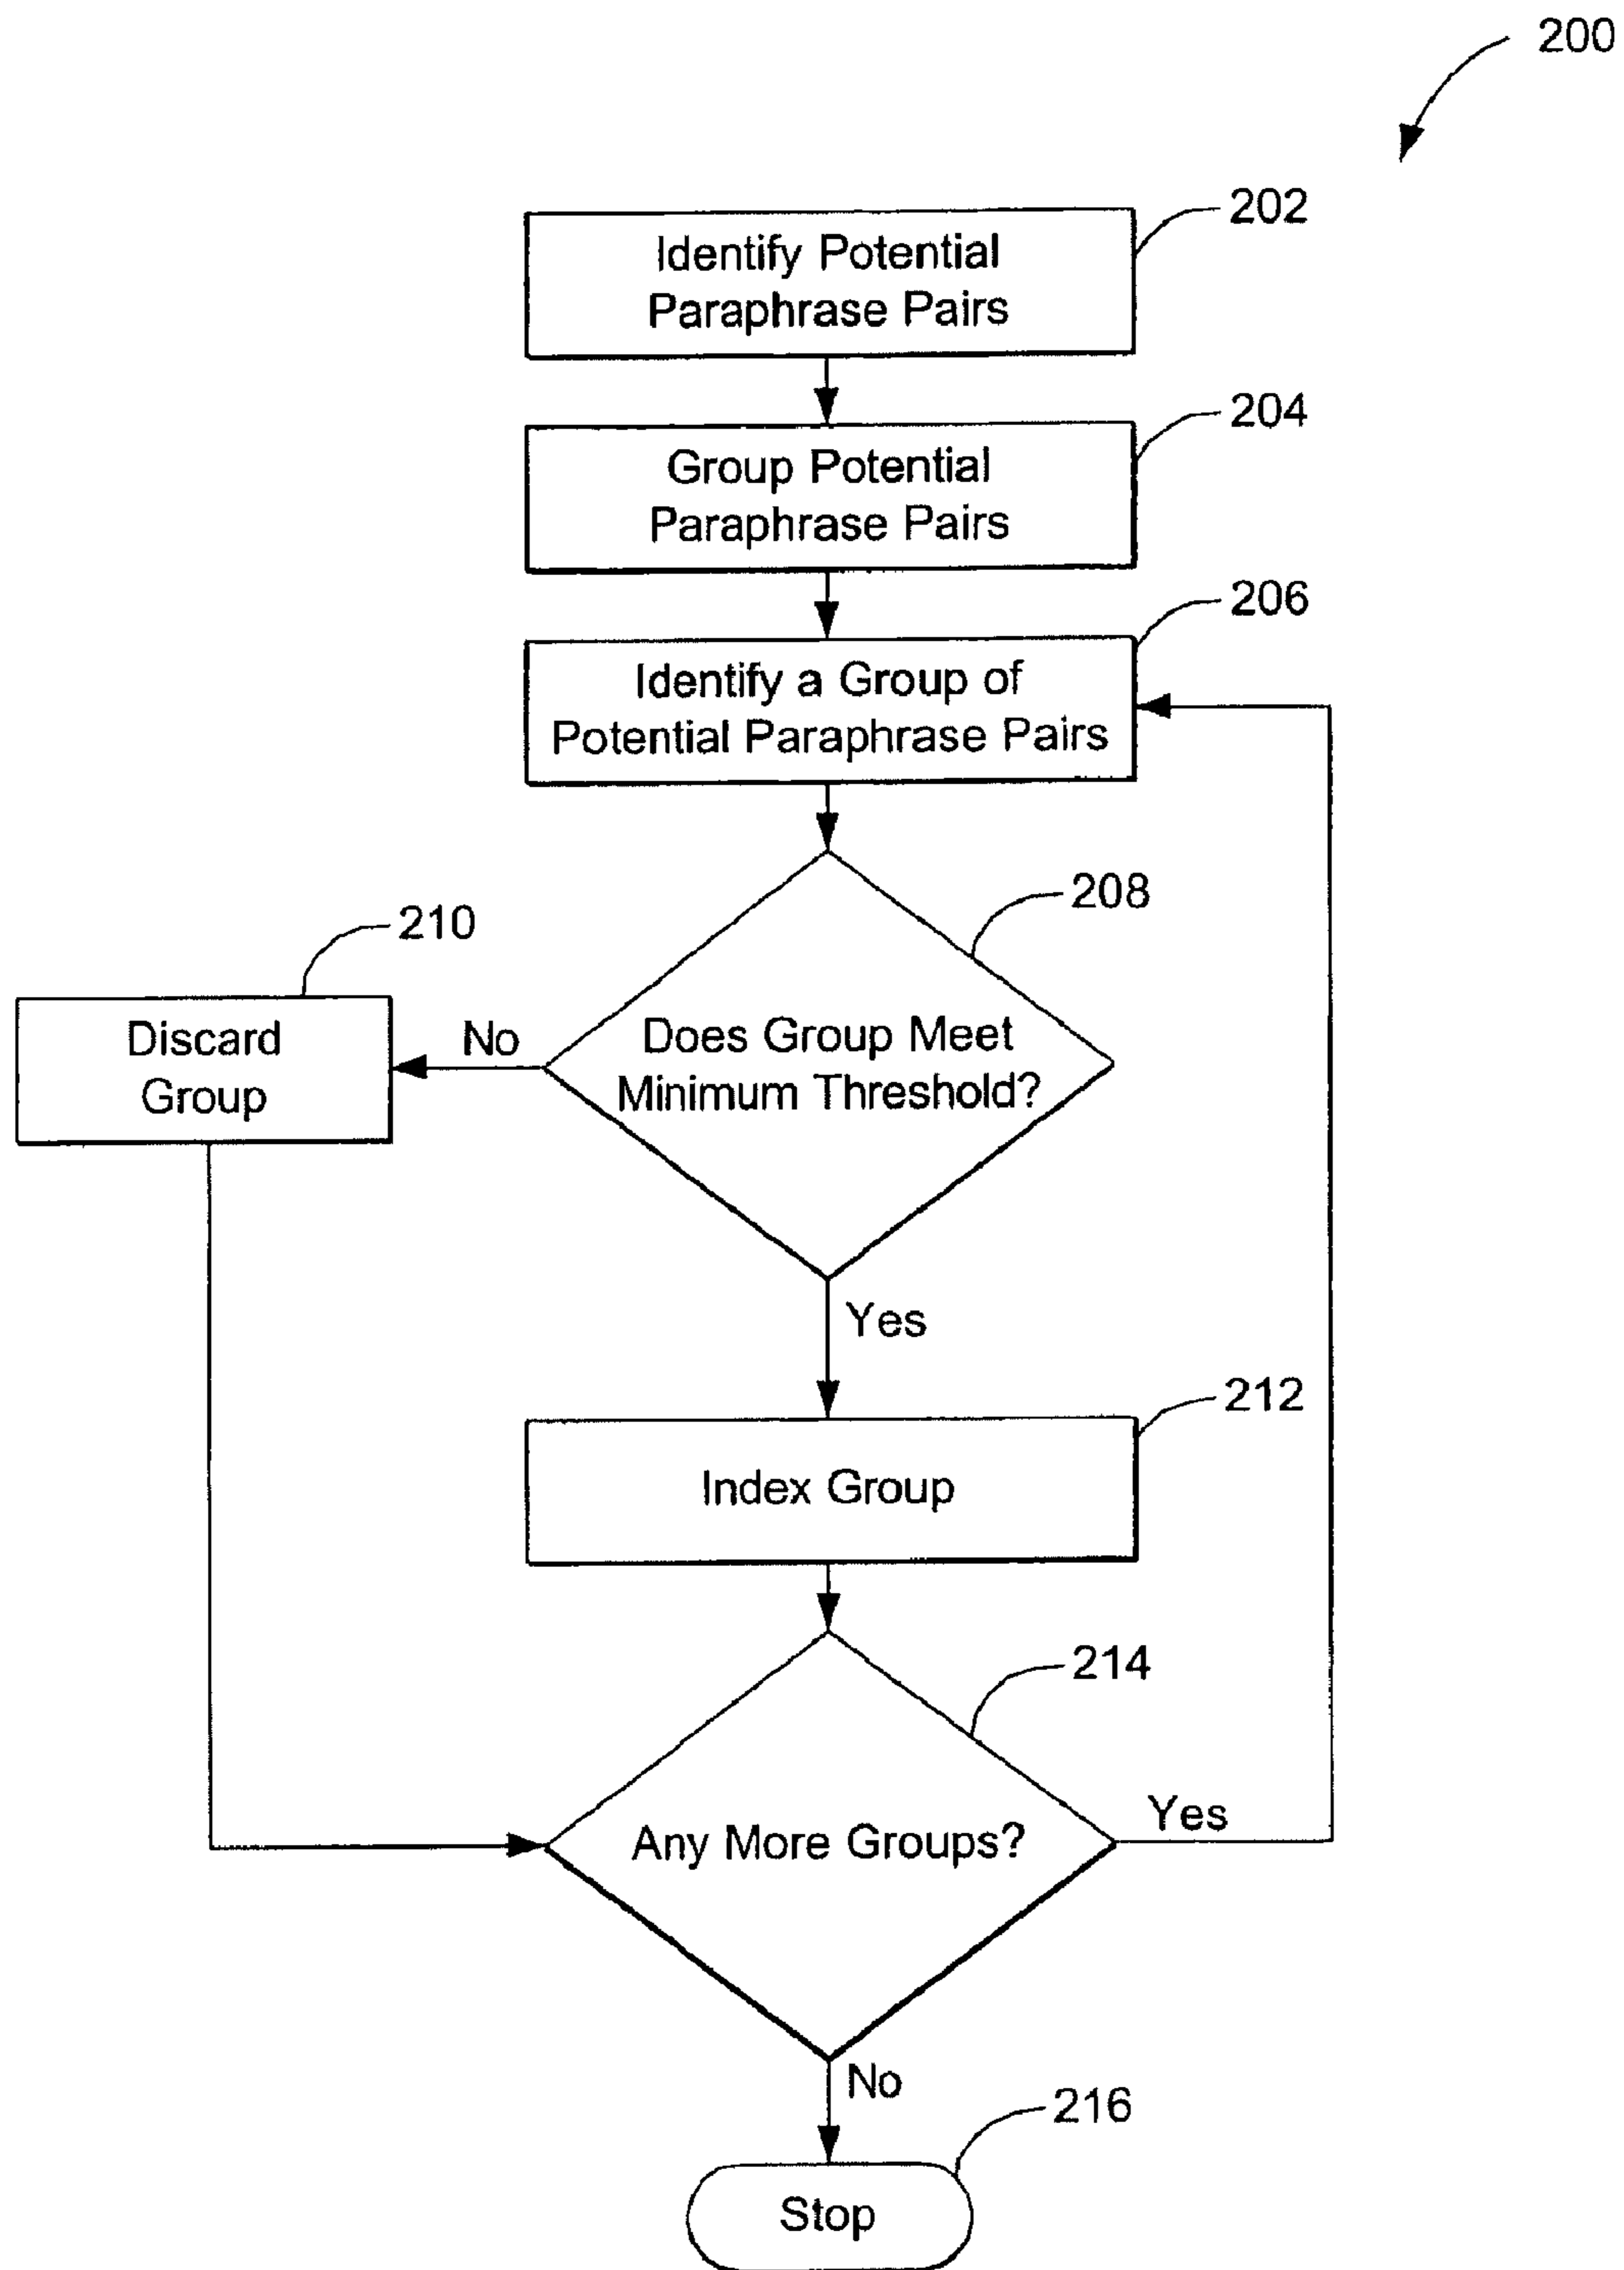 200
202
Identify Potential
Paraphrase Pairs
204
Group Potential
Paraphrase Pairs
206
Identify a Group of
Potential Paraphrase Pairs
208
210
Discard
Group
No
Does Group Meet
Minimum Threshold?
Yes
212
Index Group
214
Any More Groups?
Yes
No
216
Stop